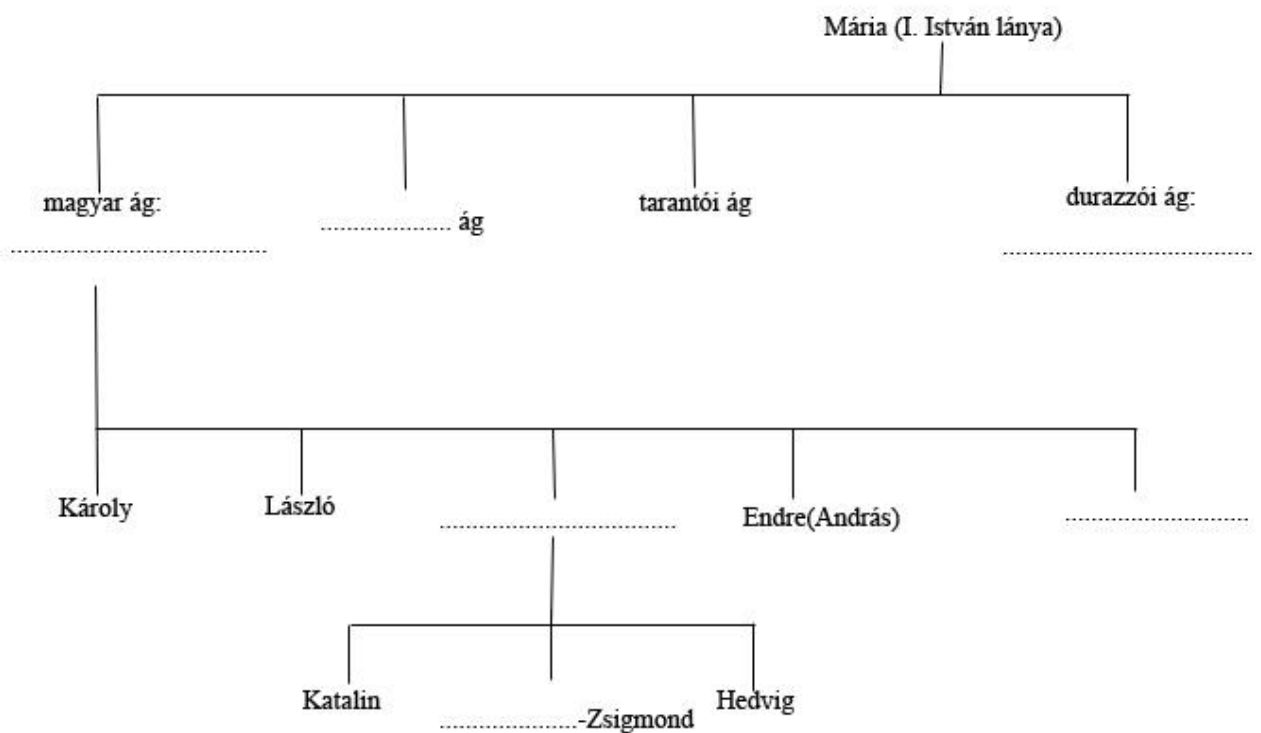 Mária (I. István lánya)
magyar ág:
.................... ág
tarantói ág
durazzói ág:
........................................
.......................................
Károly
László
.....................................
Endre(András)
.............................
Katalin
......................-Zsigmond
Hedvig